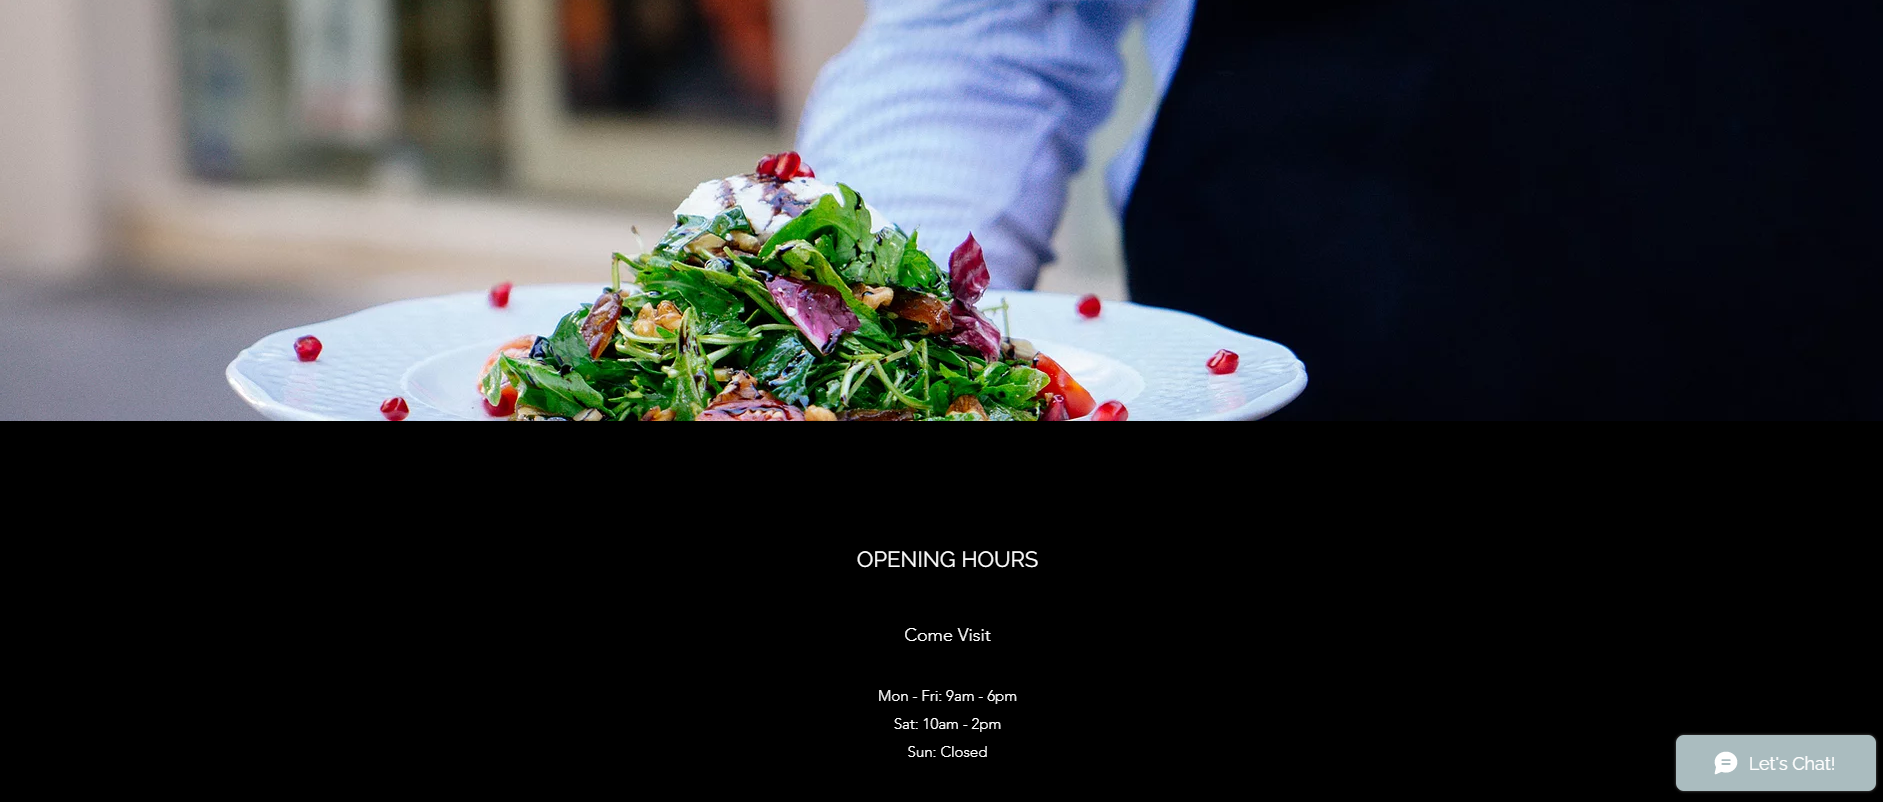 OPENING HOURS
Come Visit
Mon - Fri: 9am - 6pm
Sat: 10am - 2pm
Sun: Closed
Let's Chat!